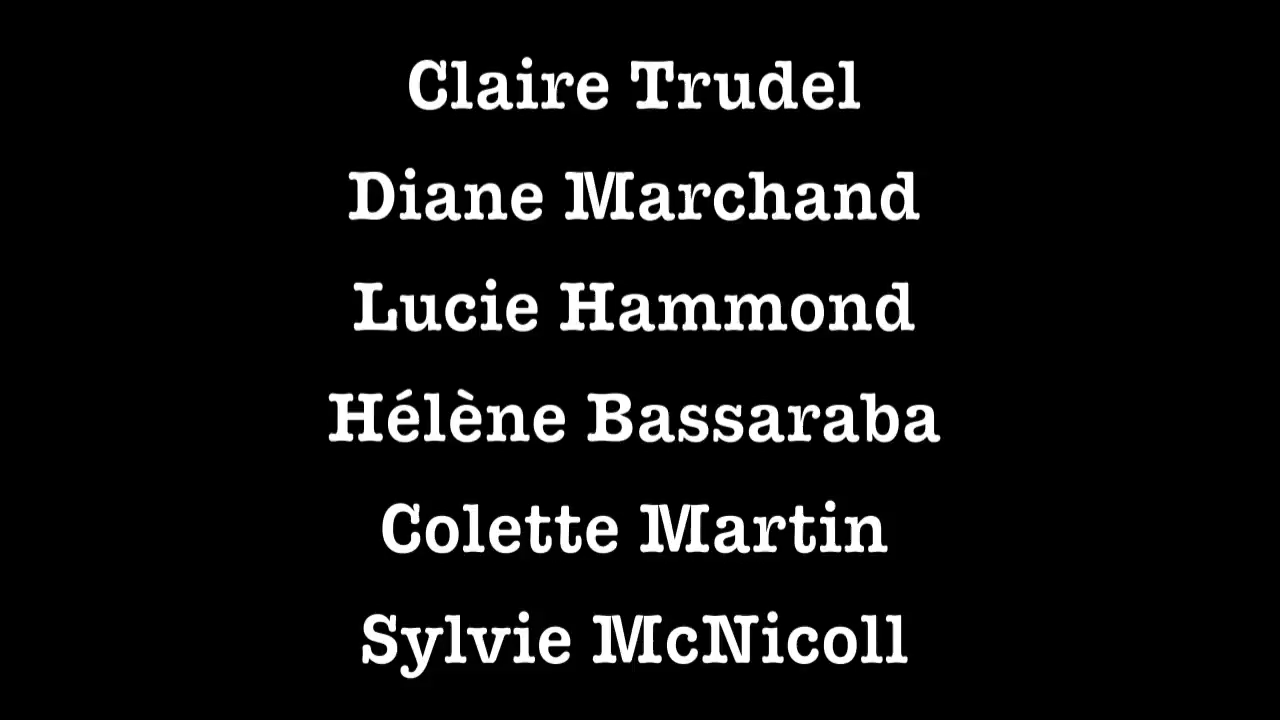 Claire Trudel
Diane Marchand
Lucie Hammond
Hélène Bassaraba
Colette Martin
Sylvie McNicoll